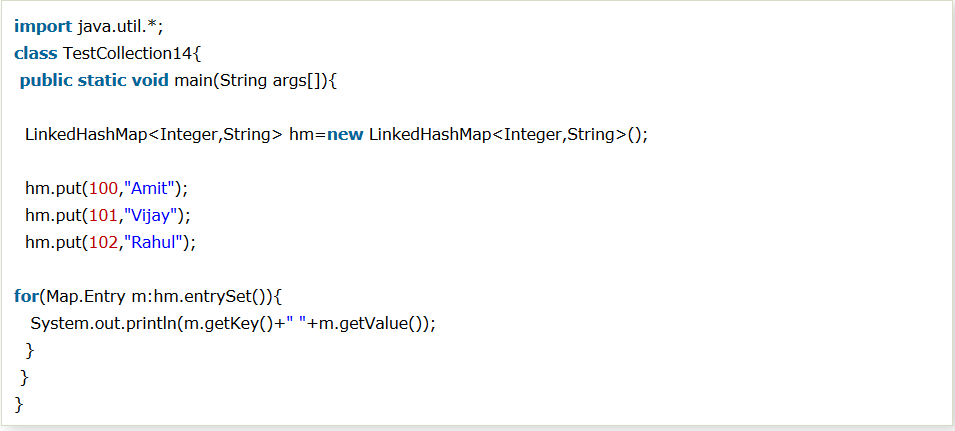 import java.util.*;
class TestCollection14{
public static void main(String args[]){
LinkedHashMap<Integer,String> hm=new LinkedHashMap<Integer,String>();
hm.put(100,"Amit");
hm.put(101,"Vijay");
hm.put(102,"Rahul");
for(Map.Entry m:hm.entrySet()){
System.out.println(m.getKey()+" "+m.getValue());
}
}
}